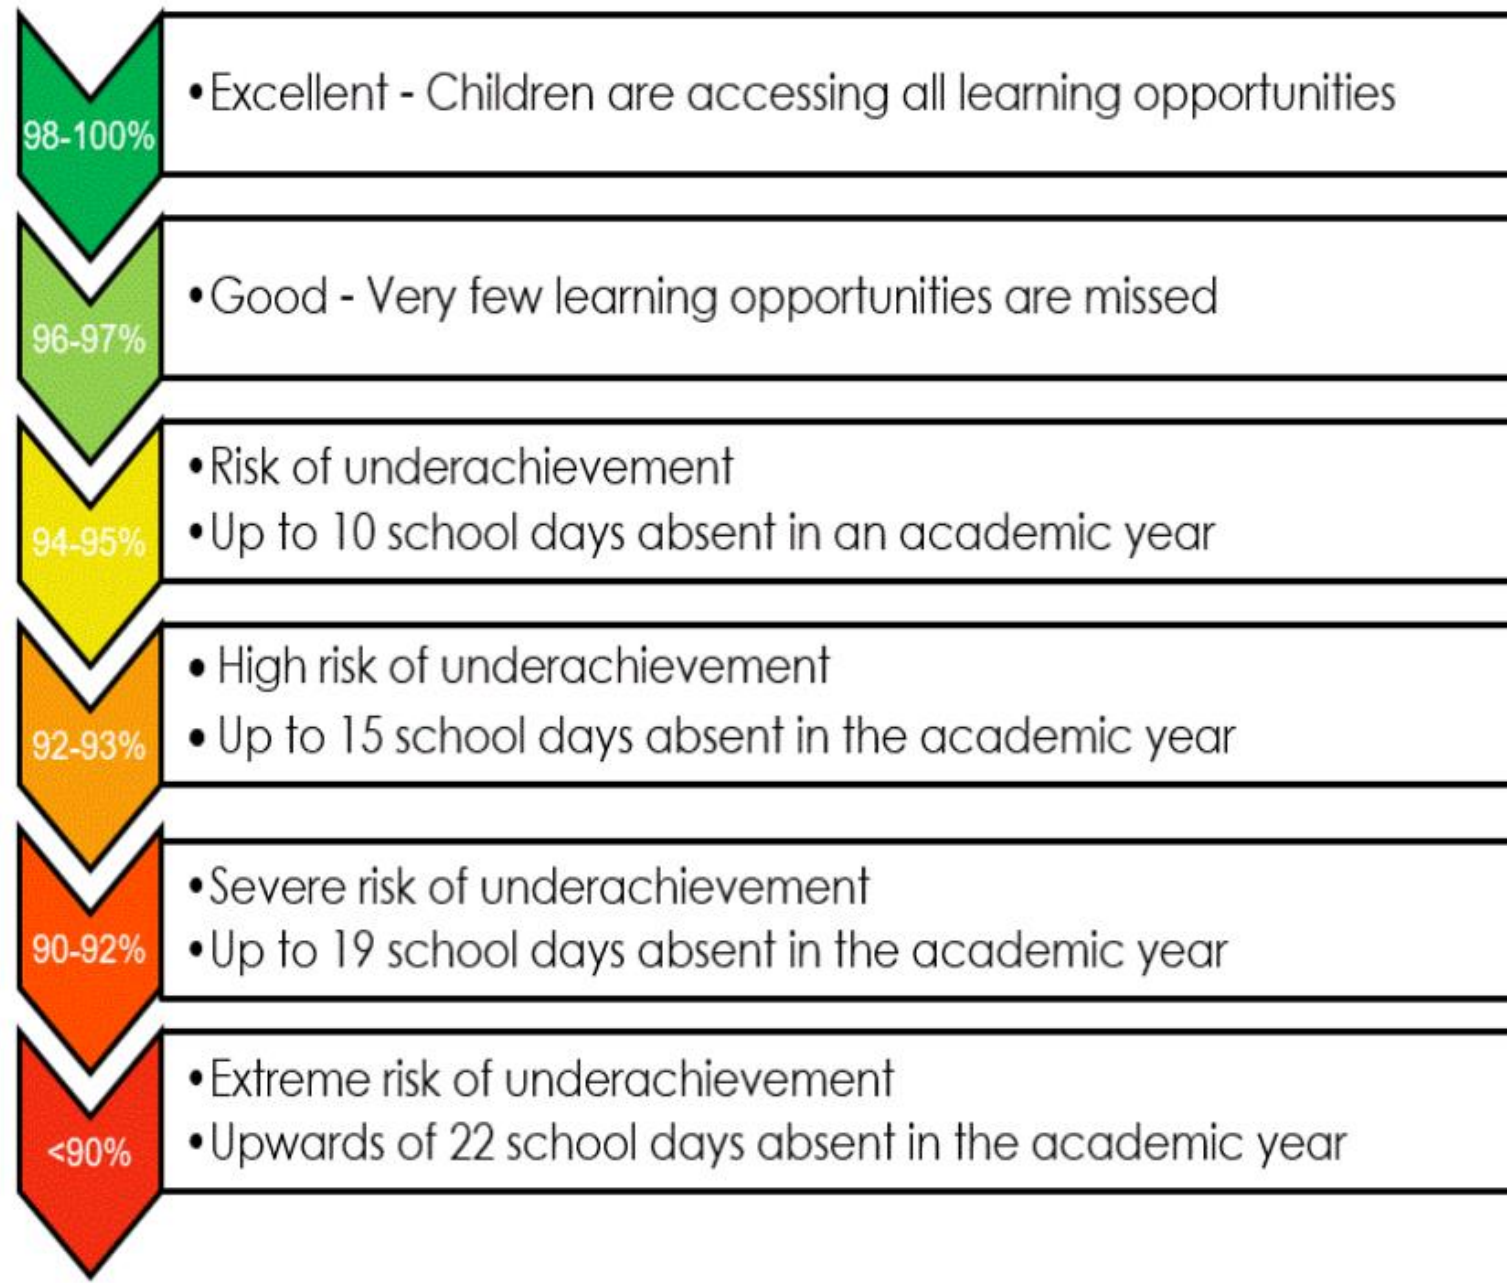 98-100%
•Excellent - Children are accessing all learning opportunities
96-97%
•Good - Very few learning opportunities are missed
94-95%
•Risk of underachievement
•Up to 10 school days absent in an academic year
92-93%
• High risk of underachievement
• Up to 15 school days absent in the academic year
90-92%
•Severe risk of underachievement
•Up to 19 school days absent in the academic year
<90%
•Extreme risk of underachievement
•Upwards of 22 school days absent in the academic year